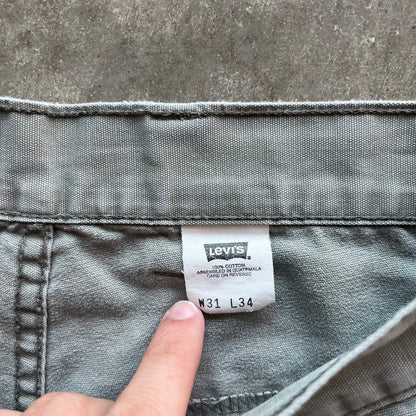 LEVI'S
100% COTTON
ASSEMBLED IN GUATEMALA
CARE ON REVERSE
W31 L34